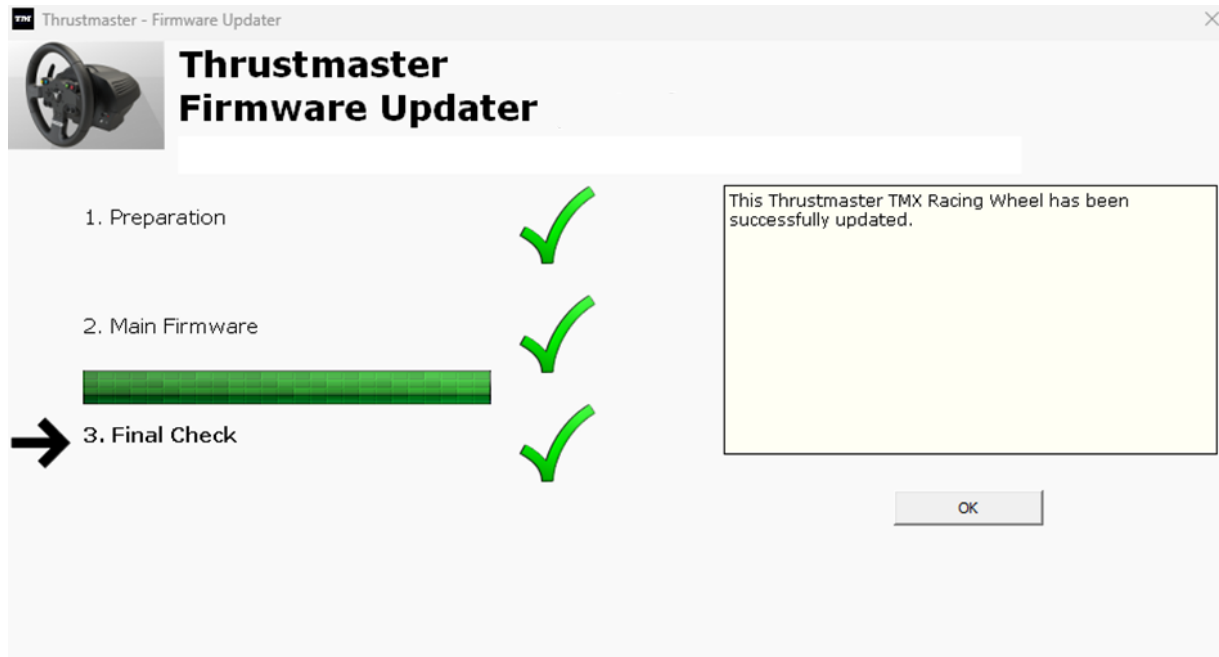 TM Thrustmaster - Firmware Updater
Thrustmaster
Firmware Updater
1. Preparation
This Thrustmaster TMX Racing Wheel has been
successfully updated.
2. Main Firmware
3. Final Check
OK